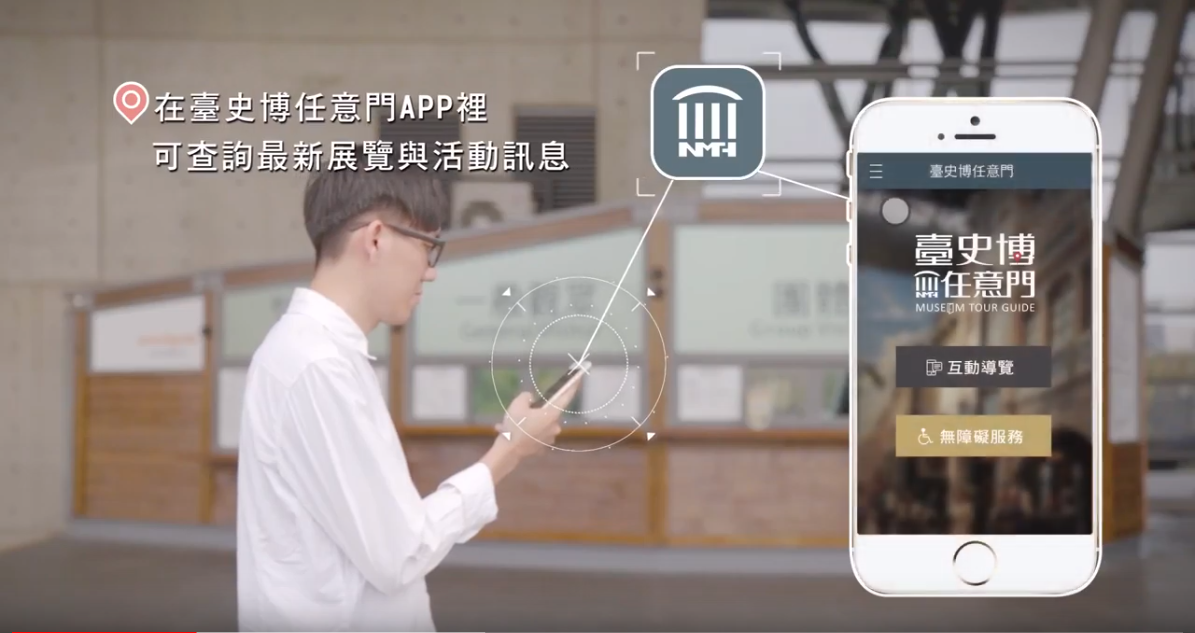 在臺史博任意門APP裡
可查詢最新展覽與活動訊息
NMTH
臺史博任意門
臺史博
任意門
MUSEUM TOUR GUIDE
互動導覽
無障礙服務
團體